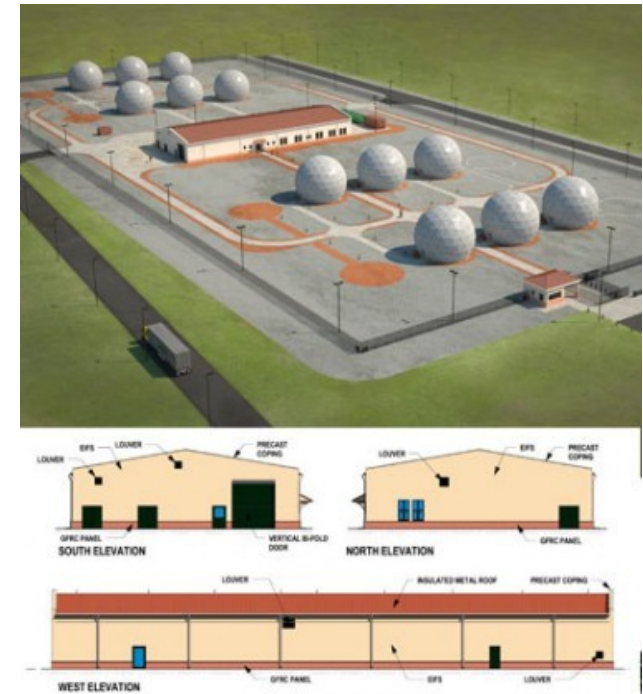 EIFS
LOUVER
PRECAST
COPING
LOUVER
GFRC PANEL
VERTICAL BI-FOLD
DOOR
SOUTH ELEVATION
EIFS
LOUVER
PRECAST
COPING
GFRC PANEL
NORTH ELEVATION
LOUVER
INSULATED METAL ROOF
PRECAST COPING
GFRC PANEL
EIFS
LOUVER
WEST ELEVATION